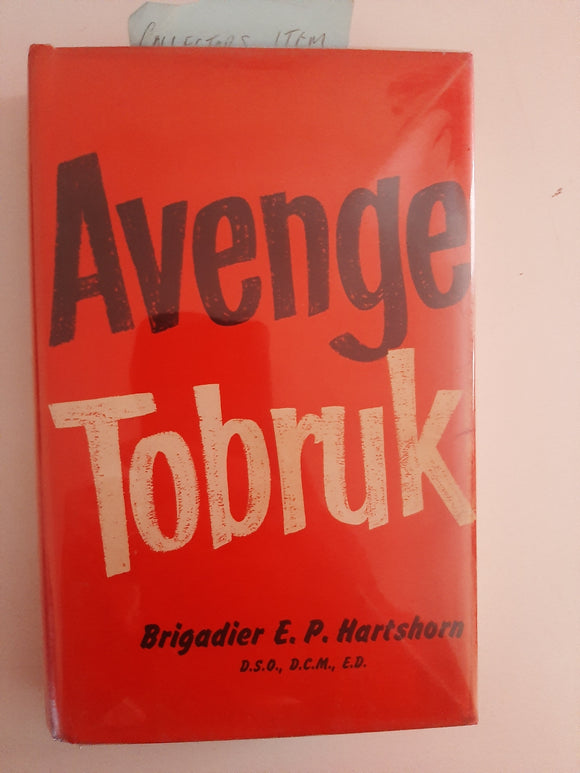 COLLECTORS ITEM
Avenge
Tobruk
Brigadier E. P. Hartshorn
D.S.O., D.C.M., E.D.